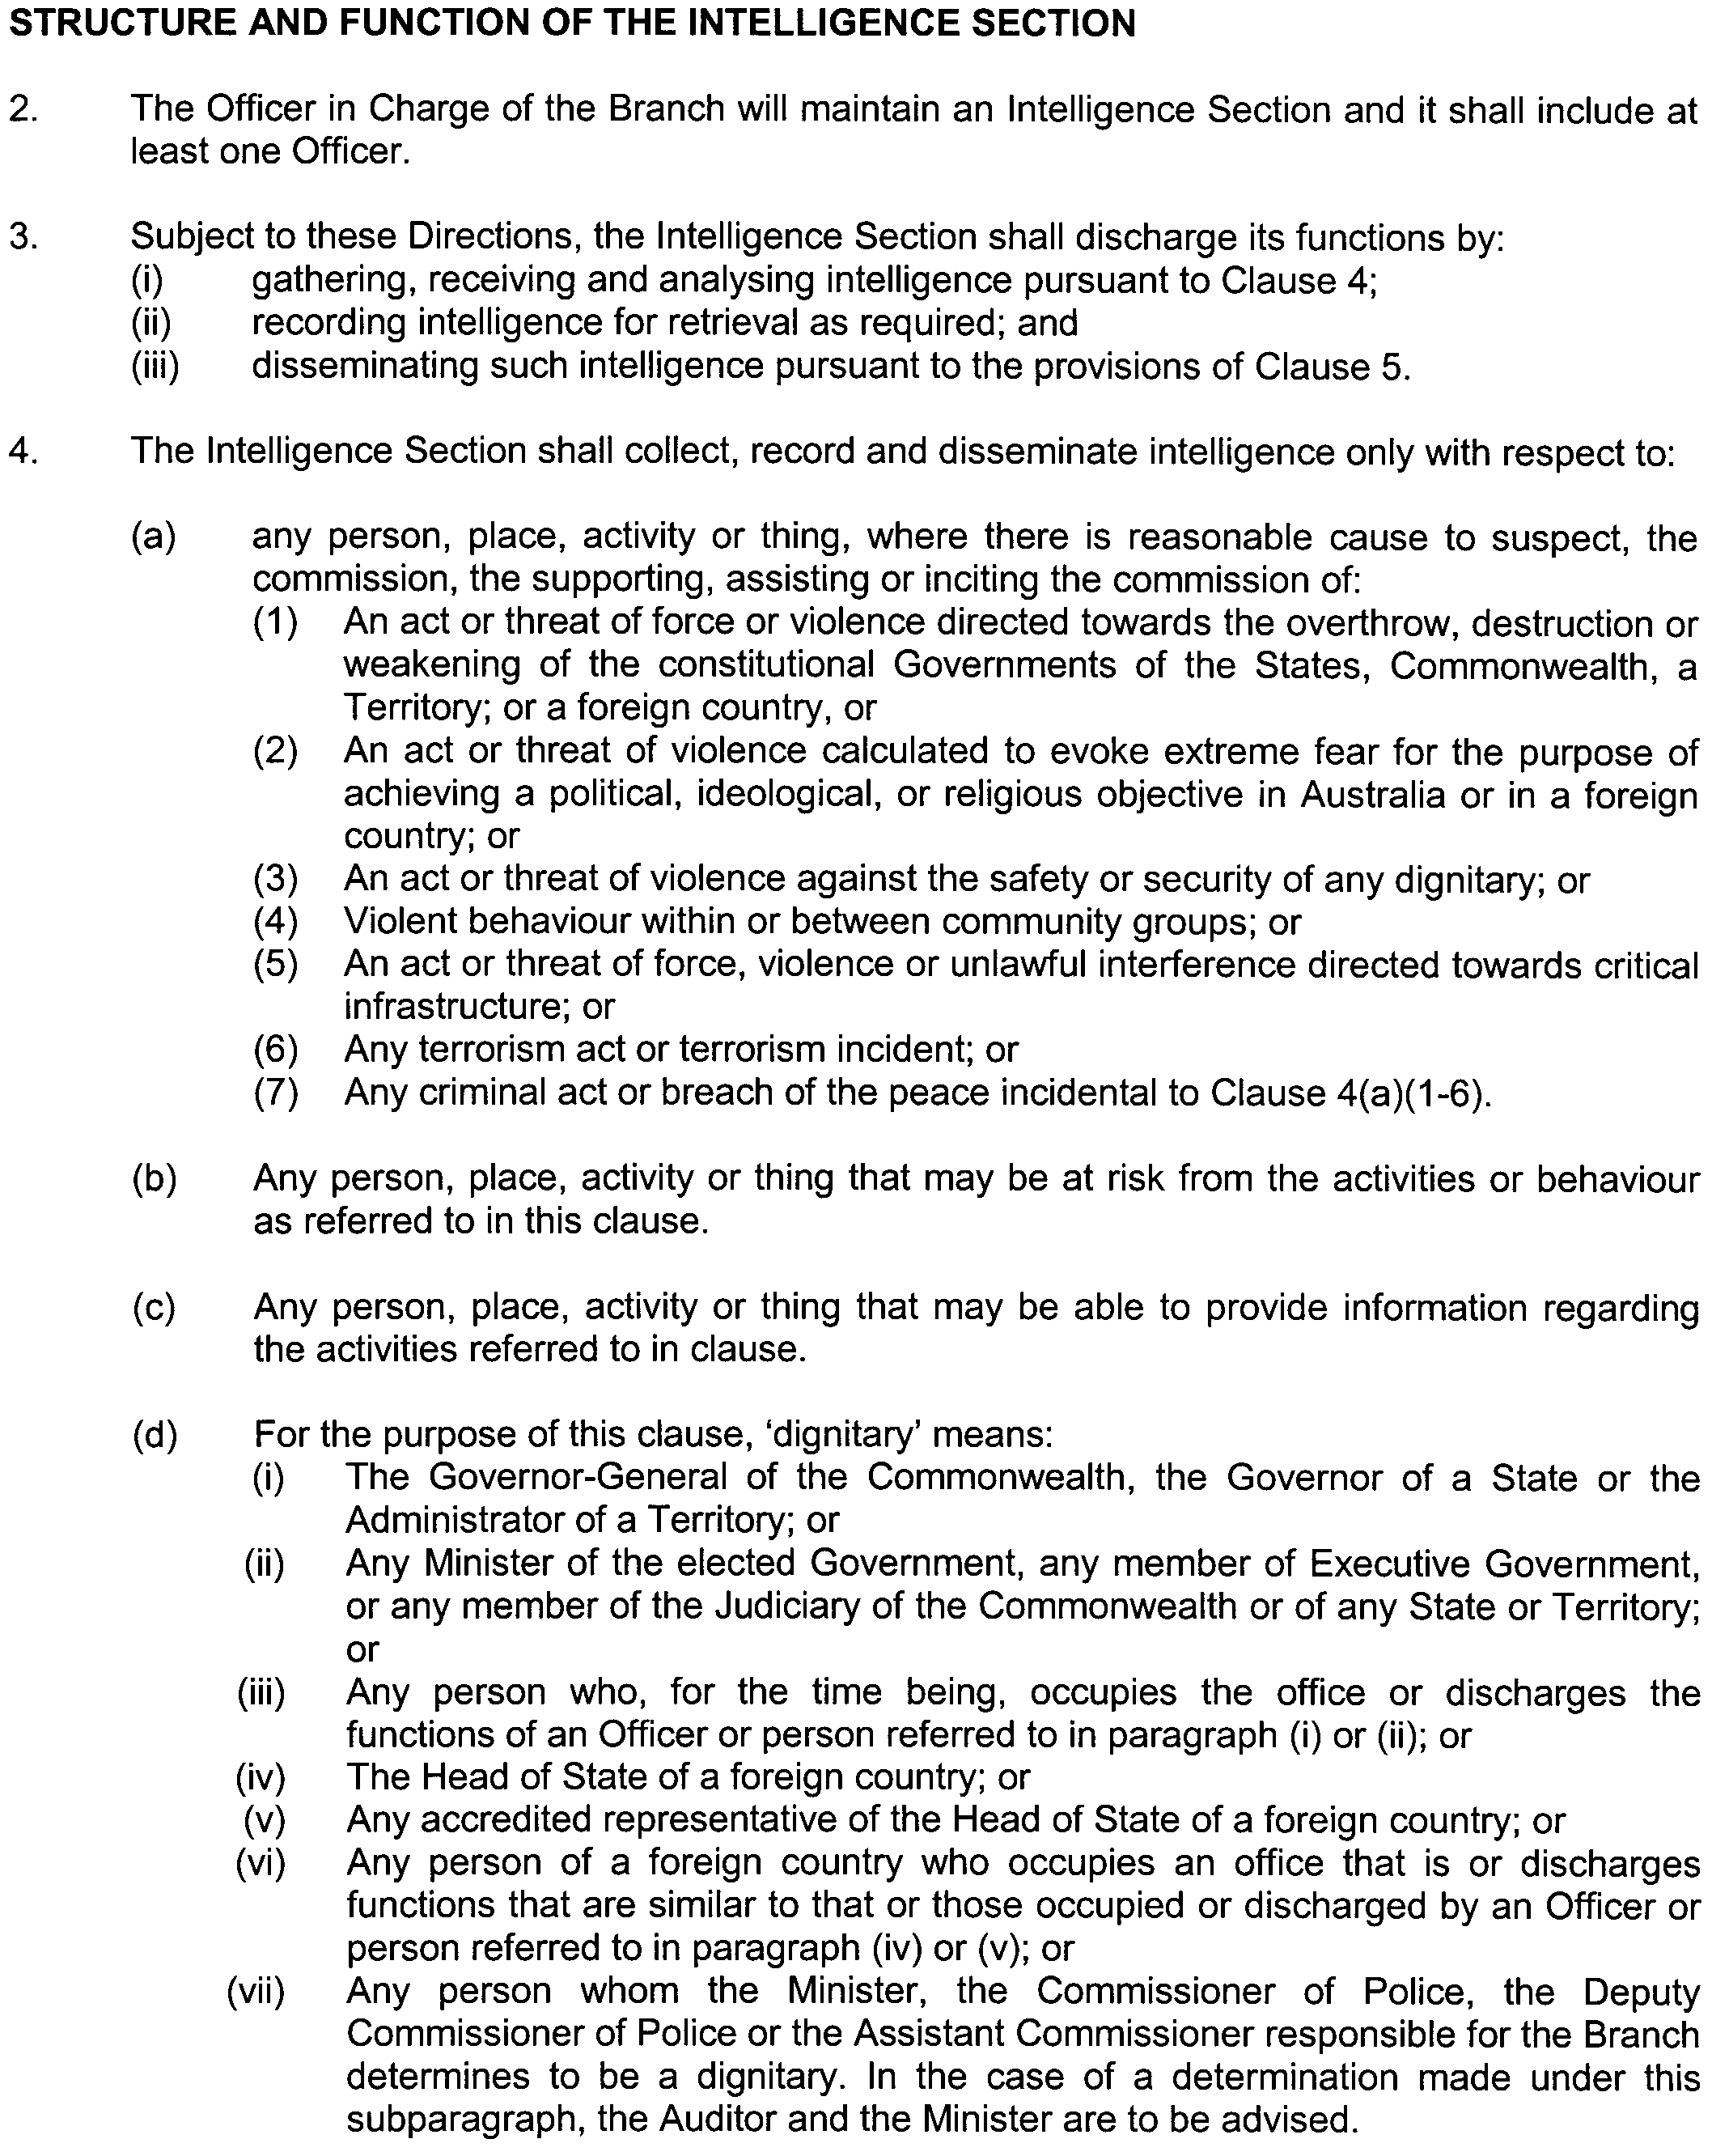 STRUCTURE AND FUNCTION OF THE INTELLIGENCE SECTION
2. The Officer in Charge of the Branch will maintain an Intelligence Section and it shall include at
least one Officer.
3. Subject to these Directions, the Intelligence Section shall discharge its functions by:
(i) gathering, receiving and analysing intelligence pursuant to Clause 4;
(ii) recording intelligence for retrieval as required; and
(iii) disseminating such intelligence pursuant to the provisions of Clause 5.
4. The Intelligence Section shall collect, record and disseminate intelligence only with respect to:
(a) any person, place, activity or thing, where there is reasonable cause to suspect, the
commission, the supporting, assisting or inciting the commission of:
(1) An act or threat of force or violence directed towards the overthrow, destruction or
weakening of the constitutional Governments of the States, Commonwealth, a
Territory; or a foreign country, or
(2) An act or threat of violence calculated to evoke extreme fear for the purpose of
achieving a political, ideological, or religious objective in Australia or in a foreign
country; or
(3) An act or threat of violence against the safety or security of any dignitary; or
(4) Violent behaviour within or between community groups; or
(5) An act or threat of force, violence or unlawful interference directed towards critical
infrastructure; or
(6) Any terrorism act or terrorism incident; or
(7) Any criminal act or breach of the peace incidental to Clause 4(a)(1-6).
(b) Any person, place, activity or thing that may be at risk from the activities or behaviour
as referred to in this clause.
(c) Any person, place, activity or thing that may be able to provide information regarding
the activities referred to in clause.
(d) For the purpose of this clause, ‘dignitary’ means:
(i) The Governor-General of the Commonwealth, the Governor of a State or the
Administrator of a Territory; or
(ii) Any Minister of the elected Government, any member of Executive Government,
or any member of the Judiciary of the Commonwealth or of any State or Territory;
or
(iii) Any person who, for the time being, occupies the office or discharges the
functions of an Officer or person referred to in paragraph (i) or (ii); or
(iv) The Head of State of a foreign country; or
(v) Any accredited representative of the Head of State of a foreign country; or
(vi) Any person of a foreign country who occupies an office that is or discharges
functions that are similar to that or those occupied or discharged by an Officer or
person referred to in paragraph (iv) or (v); or
(vii) Any person whom the Minister, the Commissioner of Police, the Deputy
Commissioner of Police or the Assistant Commissioner responsible for the Branch
determines to be a dignitary. In the case of a determination made under this
subparagraph, the Auditor and the Minister are to be advised.